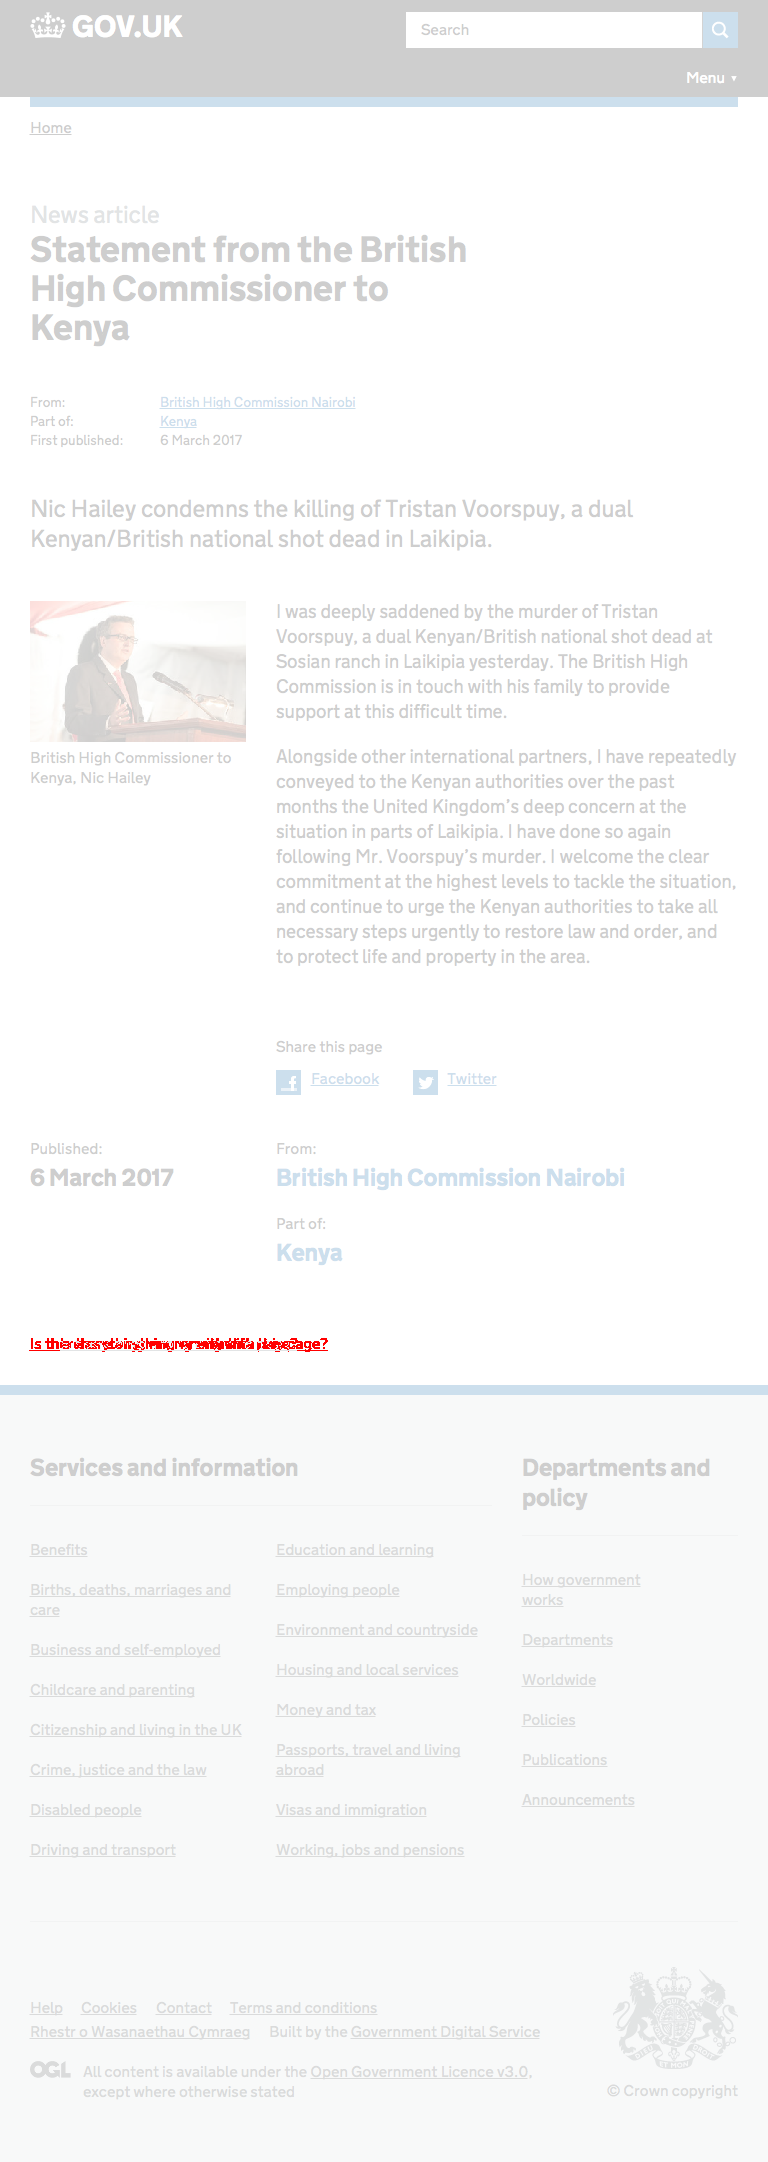 GOV.UK
Search
Menu ▼
Home
News article
Statement from the British
High Commissioner to
Kenya
From: British High Commission Nairobi
Part of: Kenya
First published: 6 March 2017
Nic Hailey condemns the killing of Tristan Voorspuy, a dual
Kenyan/British national shot dead in Laikipia.
British High Commissioner to
Kenya, Nic Hailey
I was deeply saddened by the murder of Tristan
Voorspuy, a dual Kenyan/British national shot dead at
Sosian ranch in Laikipia yesterday. The British High
Commission is in touch with his family to provide
support at this difficult time.
Alongside other international partners, I have repeatedly
conveyed to the Kenyan authorities over the past
months the United Kingdom's deep concern at the
situation in parts of Laikipia. I have done so again
following Mr. Voorspuy's murder. I welcome the clear
commitment at the highest levels to tackle the situation,
and continue to urge the Kenyan authorities to take all
necessary steps urgently to restore law and order, and
to protect life and property in the area.
Share this page
Facebook Twitter
Published:
6 March 2017
From:
British High Commission Nairobi
Part of:
Kenya
Services and information
Benefits
Births, deaths, marriages and
care
Business and self-employed
Childcare and parenting
Citizenship and living in the UK
Crime, justice and the law
Disabled people
Driving and transport
Education and learning
Employing people
Environment and countryside
Housing and local services
Money and tax
Passports, travel and living
abroad
Visas and immigration
Working, jobs and pensions
Departments and
policy
How government
works
Departments
Worldwide
Policies
Publications
Announcements
Help Cookies Contact Terms and conditions
Rhestr o Wasanaethau Cymraeg Built by the Government Digital Service
OGL All content is available under the Open Government Licence v3.0,
except where otherwise stated
© Crown copyright